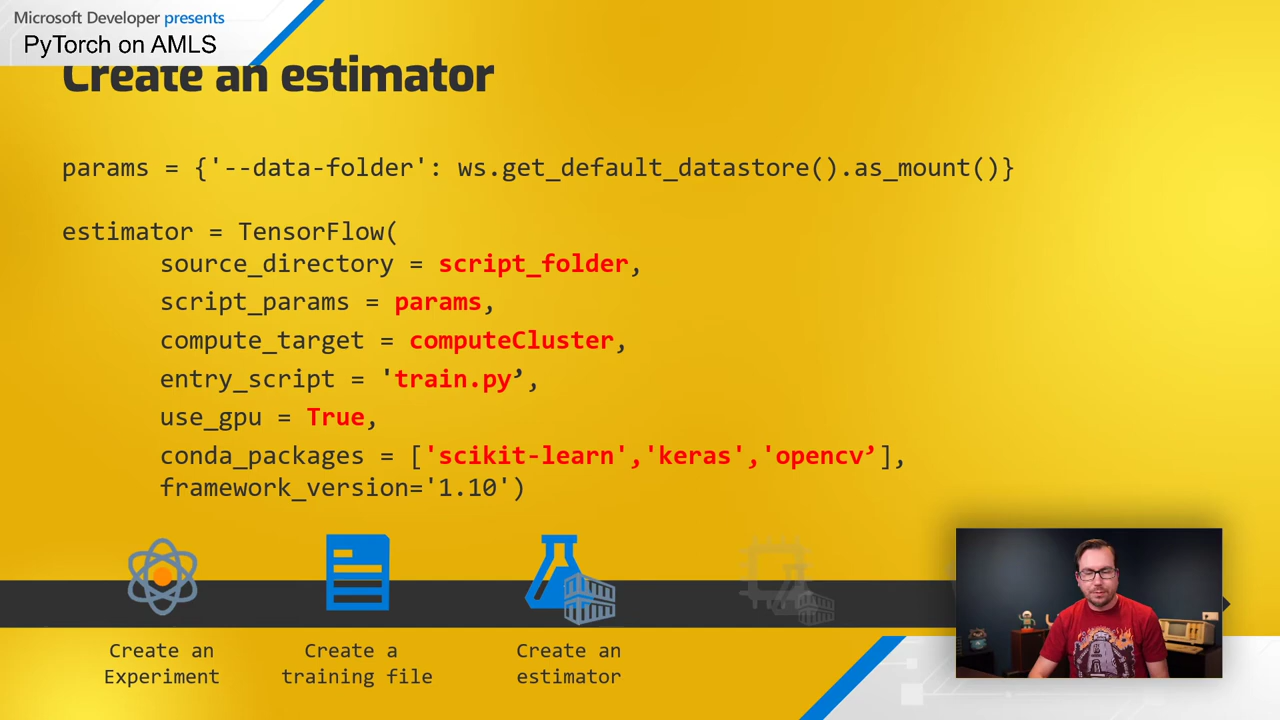 Microsoft Developer presents
PyTorch on AMLS
Create an estimator
params = {'--data-folder': ws.get_default_datastore().as_mount()}
estimator = TensorFlow(
source_directory = script_folder,
script_params = params,
compute_target = computeCluster,
entry_script = 'train.py’,
use_gpu = True,
conda_packages = ['scikit-learn','keras','opencv’],
framework_version='1.10')
Create an
Experiment
Create a
training file
Create an
estimator